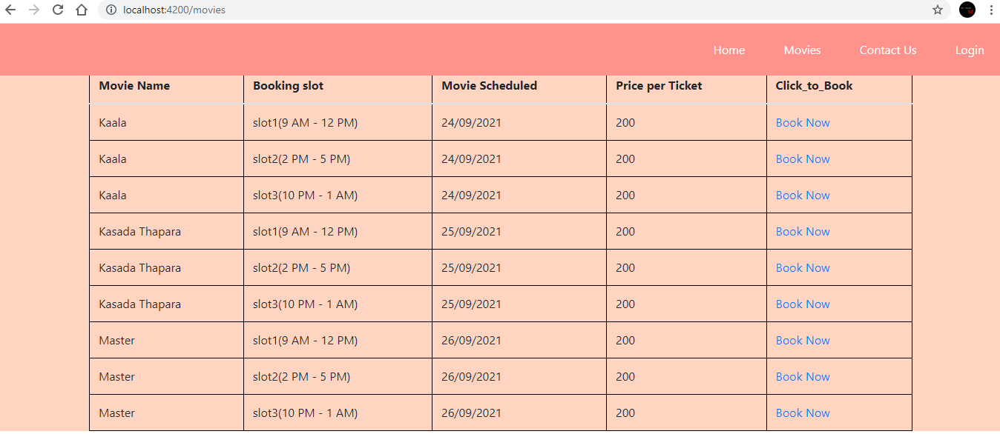 localhost:4200/movies
Home Movies Contact Us Login
Movie Name Booking slot Movie Scheduled Price per Ticket Click_to_Book
Kaala slot1(9 AM - 12 PM) 24/09/2021 200 Book Now
Kaala slot2(2 PM - 5 PM) 24/09/2021 200 Book Now
Kaala slot3(10 PM - 1 AM) 24/09/2021 200 Book Now
Kasada Thapara slot1(9 AM - 12 PM) 25/09/2021 200 Book Now
Kasada Thapara slot2(2 PM - 5 PM) 25/09/2021 200 Book Now
Kasada Thapara slot3(10 PM - 1 AM) 25/09/2021 200 Book Now
Master slot1(9 AM - 12 PM) 26/09/2021 200 Book Now
Master slot2(2 PM - 5 PM) 26/09/2021 200 Book Now
Master slot3(10 PM - 1 AM) 26/09/2021 200 Book Now